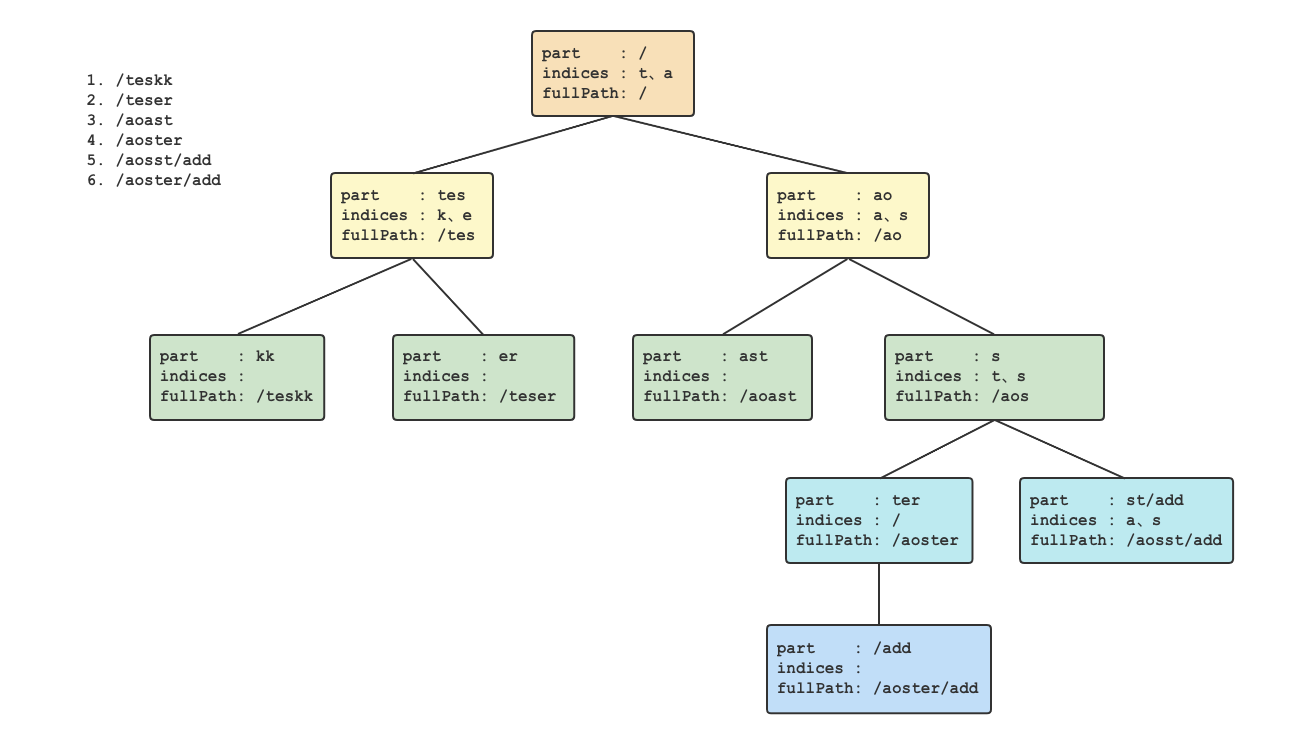 1. /teskk
2. /teser
3. /aoast
4. /aoster
5. /aosst/add
6. /aoster/add
part    : /
indices : t、a
fullPath: /
part    : tes
indices : k、e
fullPath: /tes
part    : ao
indices : a、s
fullPath: /ao
part    : kk
indices :
fullPath: /teskk
part    : er
indices :
fullPath: /teser
part    : ast
indices :
fullPath: /aoast
part    : s
indices : t、s
fullPath: /aos
part    : ter
indices : /
fullPath: /aoster
part    : st/add
indices : a、s
fullPath: /aosst/add
part    : /add
indices :
fullPath: /aoster/add